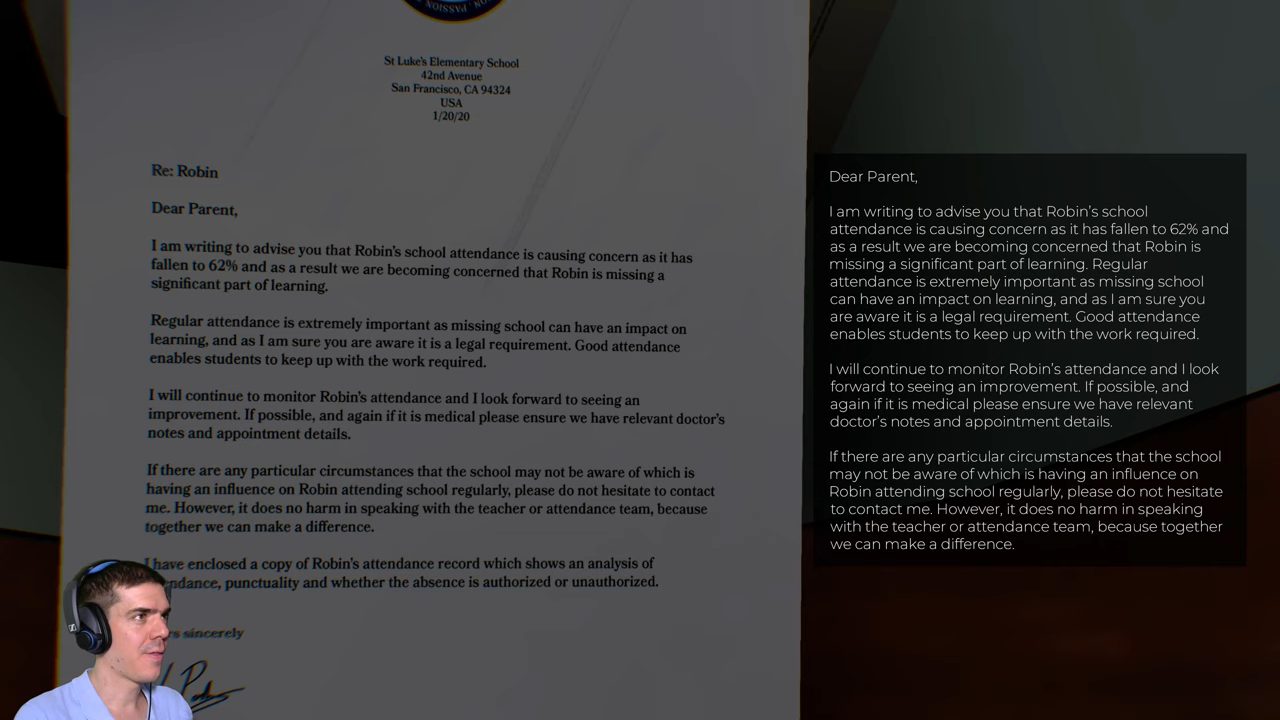 PASSION
St Luke's Elementary School
42nd Avenue
San Francisco, CA 94324
USA
1/20/20
Re: Robin
Dear Parent,
I am writing to advise you that Robin's school attendance is causing concern as it has
fallen to 62% and as a result we are becoming concerned that Robin is missing a
significant part of learning.
Regular attendance is extremely important as missing school can have an impact on
learning, and as I am sure you are aware it is a legal requirement. Good attendance
enables students to keep up with the work required.
I will continue to monitor Robin's attendance and I look forward to seeing an
improvement. If possible, and again if it is medical please ensure we have relevant doctor's
notes and appointment details.
If there are any particular circumstances that the school may not be aware of which is
having an influence on Robin attending school regularly, please do not hesitate to contact
me. However, it does no harm in speaking with the teacher or attendance team, because
together we can make a difference.
I have enclosed a copy of Robin's attendance record which shows an analysis of
endance, punctuality and whether the absence is authorized or unauthorized.
rs sincerely
Dear Parent,
I am writing to advise you that Robin's school
attendance is causing concern as it has fallen to 62% and
as a result we are becoming concerned that Robin is
missing a significant part of learning. Regular
attendance is extremely important as missing school
can have an impact on learning, and as I am sure you
are aware it is a legal requirement. Good attendance
enables students to keep up with the work required.
I will continue to monitor Robin's attendance and I look
forward to seeing an improvement. If possible, and
again if it is medical please ensure we have relevant
doctor's notes and appointment details.
If there are any particular circumstances that the school
may not be aware of which is having an influence on
Robin attending school regularly, please do not hesitate
to contact me. However, it does no harm in speaking
with the teacher or attendance team, because together
we can make a difference.